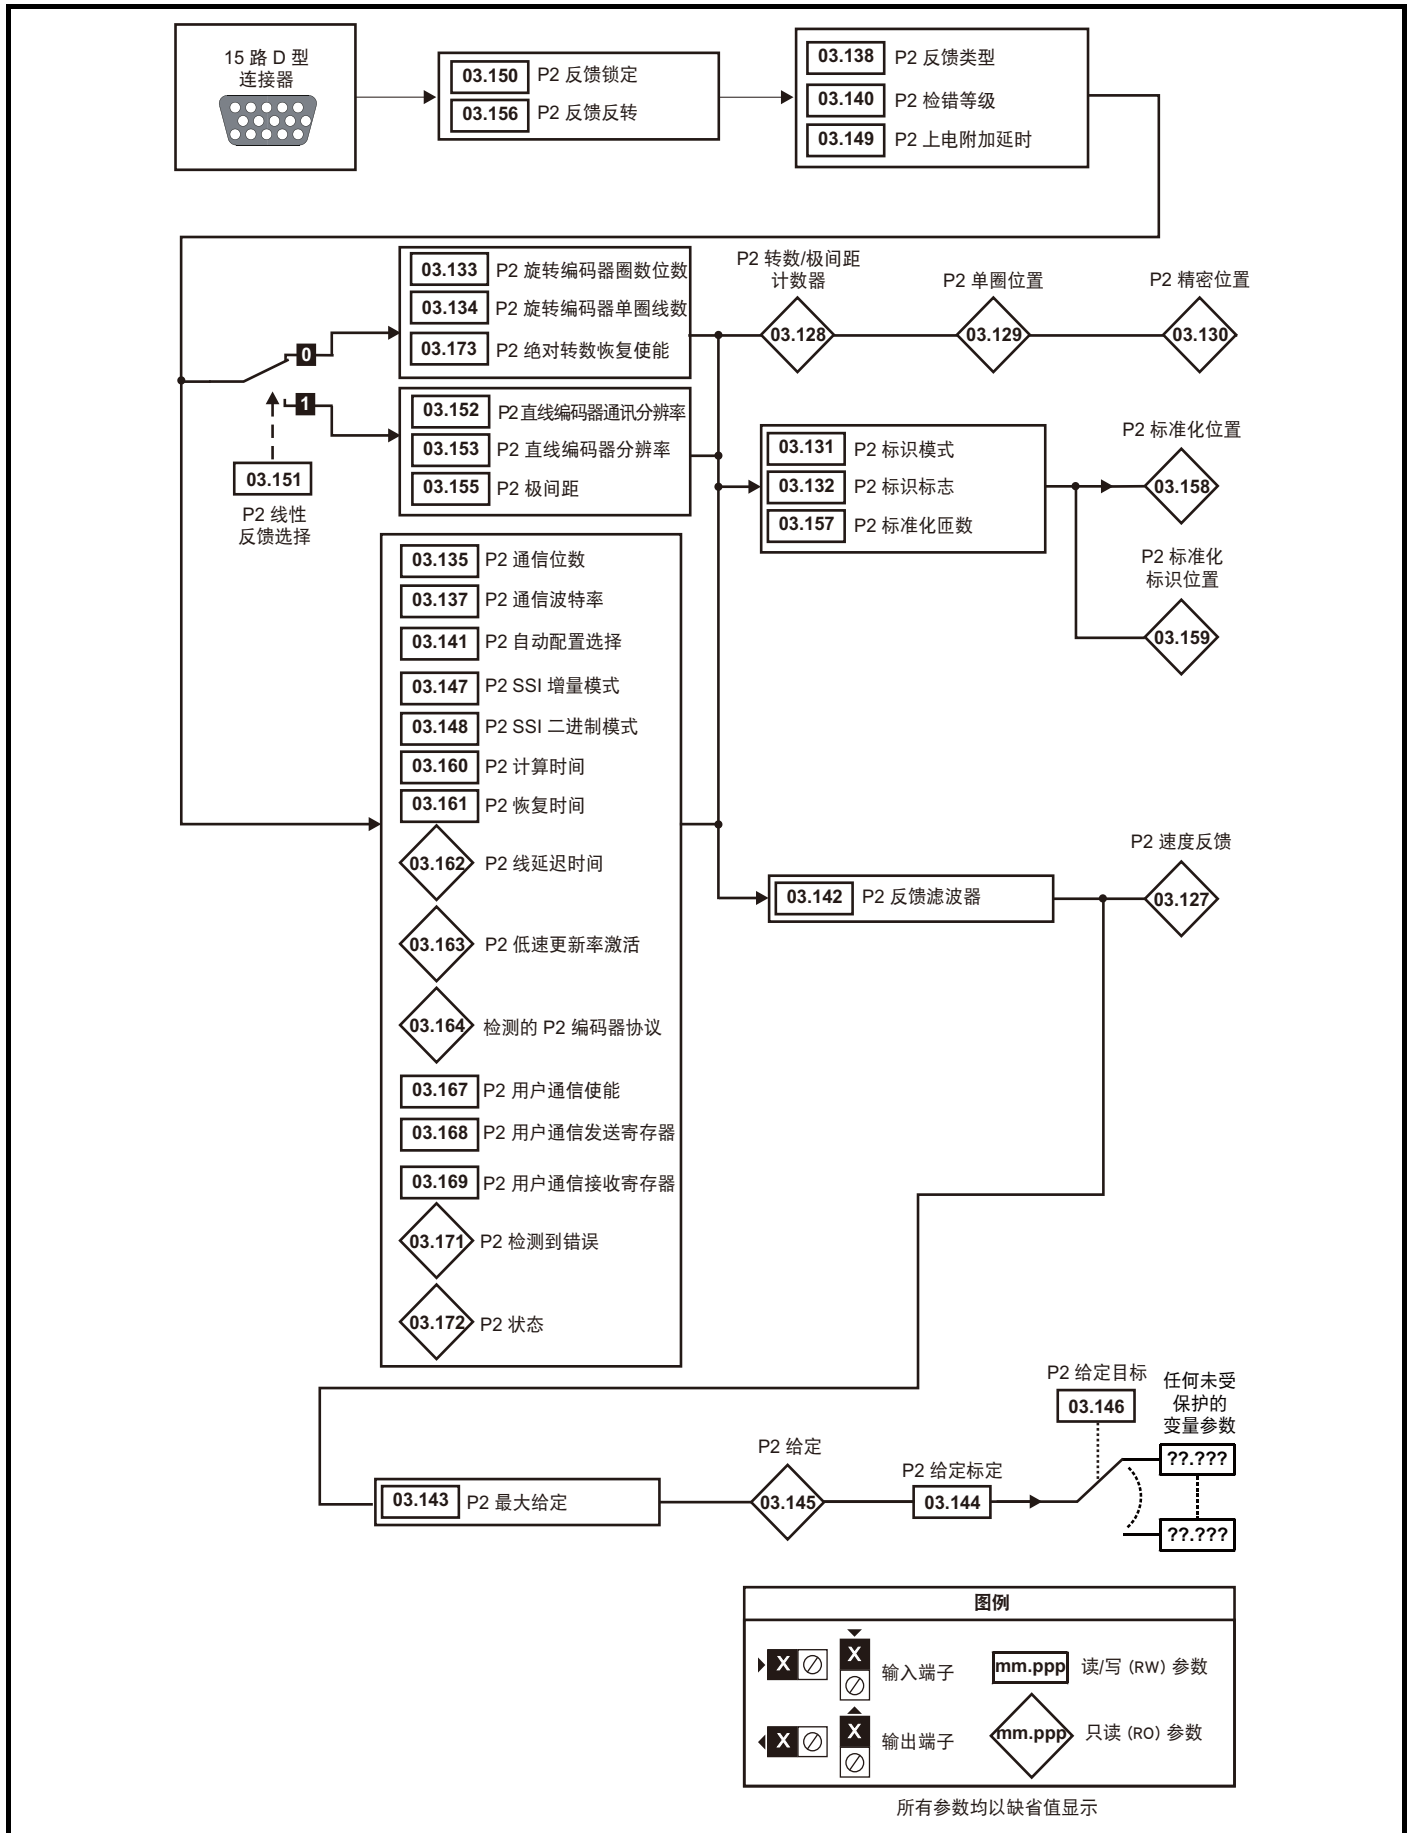 15 路 D 型
连接器
03.150 P2 反馈锁定
03.156 P2 反馈反转
03.138 P2 反馈类型
03.140 P2 检错等级
03.149 P2 上电附加延时
03.133 P2 旋转编码器圈数位数
03.134 P2 旋转编码器单圈线数
03.173 P2 绝对转数恢复使能
0
1
03.151
P2 线性
反馈选择
03.152 P2直线编码器通讯分辨率
03.153 P2 直线编码器分辨率
03.155 P2 极间距
P2 转数/极间距
计数器
03.128
P2 单圈位置
03.129
P2 精密位置
03.130
03.131 P2 标识模式
03.132 P2 标识标志
03.157 P2 标准化匝数
P2 标准化位置
03.158
P2 标准化
标识位置
03.159
03.135 P2 通信位数
03.137 P2 通信波特率
03.141 P2 自动配置选择
03.147 P2 SSI 增量模式
03.148 P2 SSI 二进制模式
03.160 P2 计算时间
03.161 P2 恢复时间
03.162 P2 线延迟时间
03.163 P2 低速更新率激活
03.164 检测的 P2 编码器协议
03.167 P2 用户通信使能
03.168 P2 用户通信发送寄存器
03.169 P2 用户通信接收寄存器
03.171 P2 检测到错误
03.172 P2 状态
03.142 P2 反馈滤波器
P2 速度反馈
03.127
03.143 P2 最大给定
P2 给定
03.145
P2 给定标定
03.144
P2 给定目标
03.146
任何未受
保护的
变量参数
??.???
??.???
图例
X X 输入端子
mm.ppp 读/写 (RW) 参数
X X 输出端子
mm.ppp 只读 (RO) 参数
所有参数均以缺省值显示